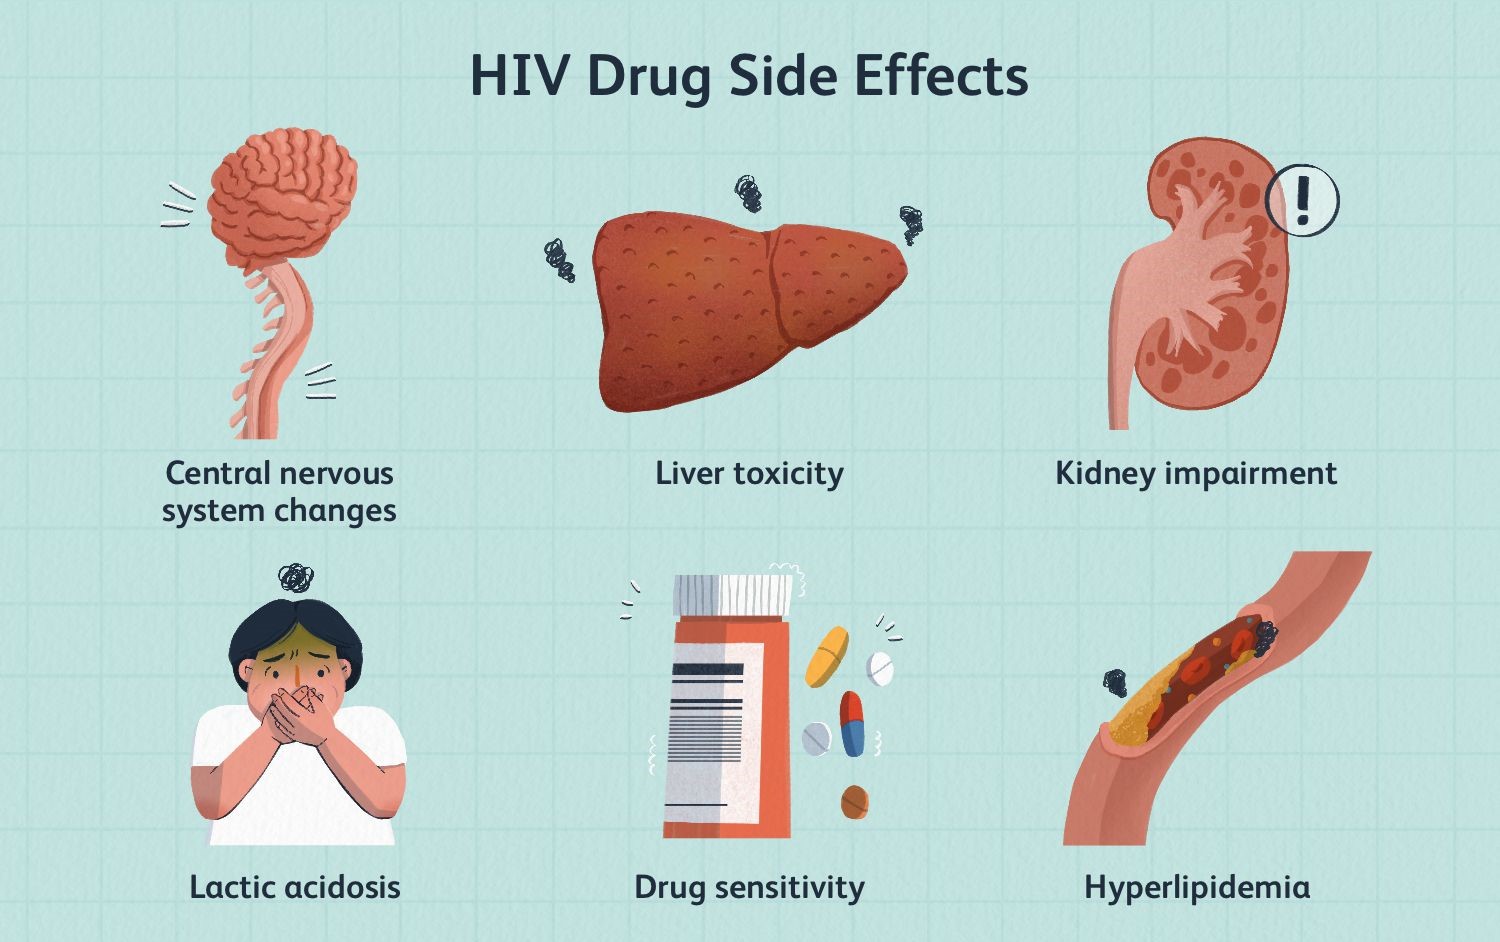 HIV Drug Side Effects
Central nervous
system changes
Liver toxicity
Kidney impairment
!
Lactic acidosis
Drug sensitivity
Hyperlipidemia